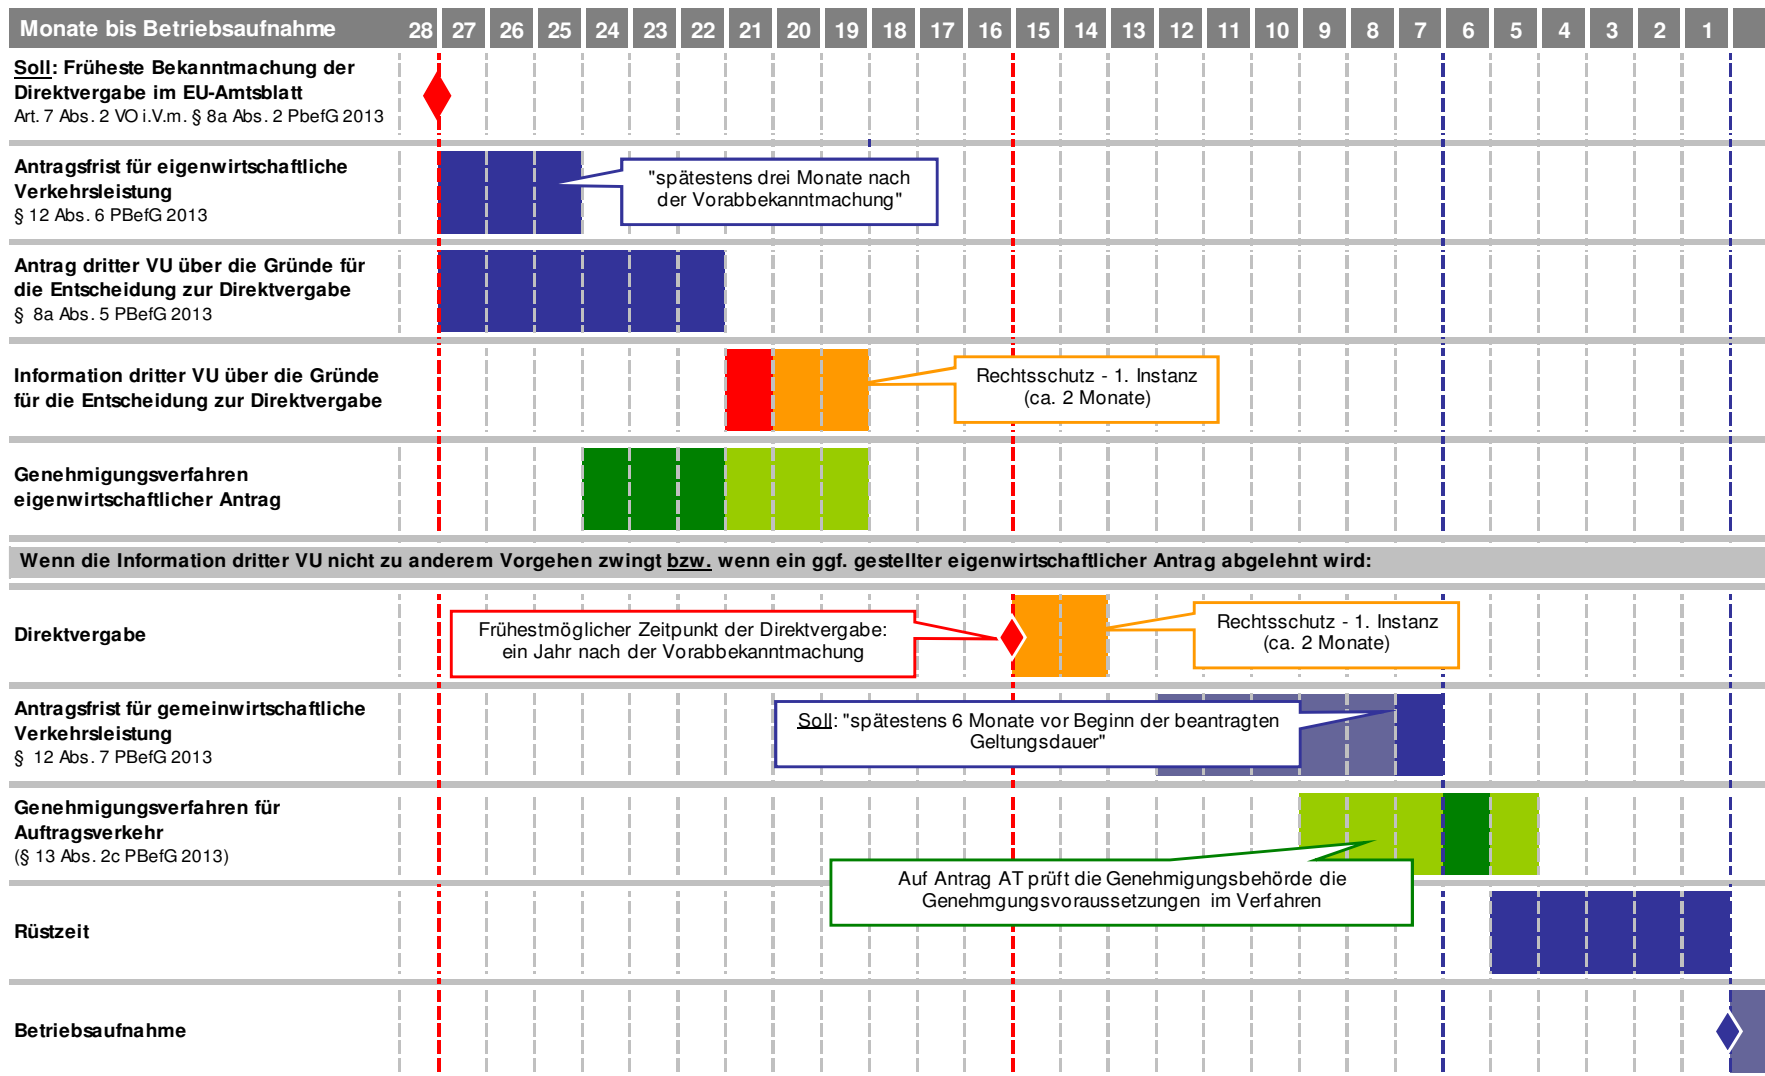 Monate bis Betriebsaufnahme 28 27 26 25 24 23 22 21 20 19 18 17 16 15 14 13 12 11 10 9 8 7 6 5 4 3 2 1
Soll: Früheste Bekanntmachung der
Direktvergabe im EU-Amtsblatt
Art. 7 Abs. 2 VO i.V.m. § 8a Abs. 2 PbefG 2013
Antragsfrist für eigenwirtschaftliche
Verkehrsleistung
§ 12 Abs. 6 PBefG 2013
"spätestens drei Monate nach
der Vorabbekanntmachung"
Antrag dritter VU über die Gründe für
die Entscheidung zur Direktvergabe
§ 8a Abs. 5 PBefG 2013
Information dritter VU über die Gründe
für die Entscheidung zur Direktvergabe
Rechtsschutz - 1. Instanz
(ca. 2 Monate)
Genehmigungsverfahren
eigenwirtschaftlicher Antrag
Wenn die Information dritter VU nicht zu anderem Vorgehen zwingt bzw. wenn ein ggf. gestellter eigenwirtschaftlicher Antrag abgelehnt wird:
Direktvergabe
Frühestmöglicher Zeitpunkt der Direktvergabe:
ein Jahr nach der Vorabbekanntmachung
Rechtsschutz - 1. Instanz
(ca. 2 Monate)
Antragsfrist für gemeinwirtschaftliche
Verkehrsleistung
§ 12 Abs. 7 PBefG 2013
Soll: "spätestens 6 Monate vor Beginn der beantragten
Geltungsdauer"
Genehmigungsverfahren für
Auftragsverkehr
(§ 13 Abs. 2c PBefG 2013)
Auf Antrag AT prüft die Genehmigungsbehörde die
Genehmgungsvoraussetzungen im Verfahren
Rüstzeit
Betriebsaufnahme